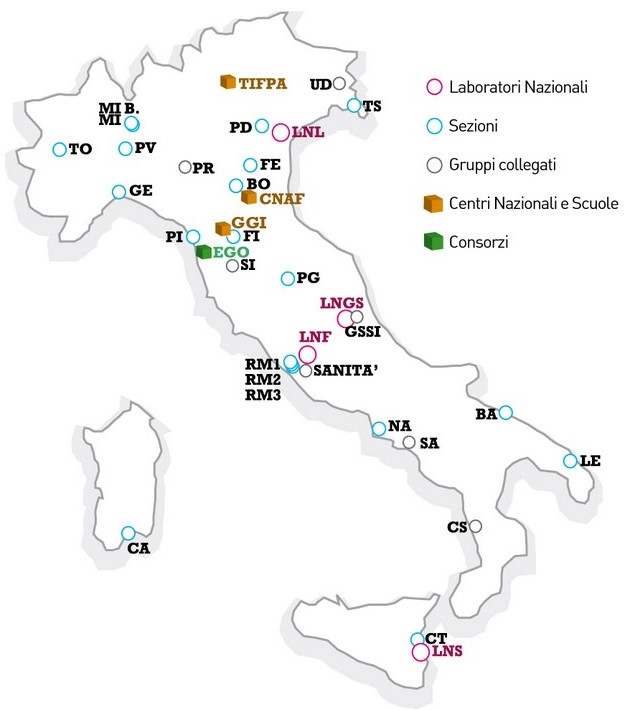 TIFPA
UD
Laboratori Nazionali
TS
MI B.
MI
PD
LNL
Sezioni
TO
PV
PR
FE
Gruppi collegati
GE
BO
CNAF
Centri Nazionali e Scuole
GGI
PI
FI
Consorzi
EGO
SI
PG
LNGS
GSSI
LNF
RM1
SANITA'
RM2
RM3
BA
NA
SA
LE
CS
CA
CT
LNS